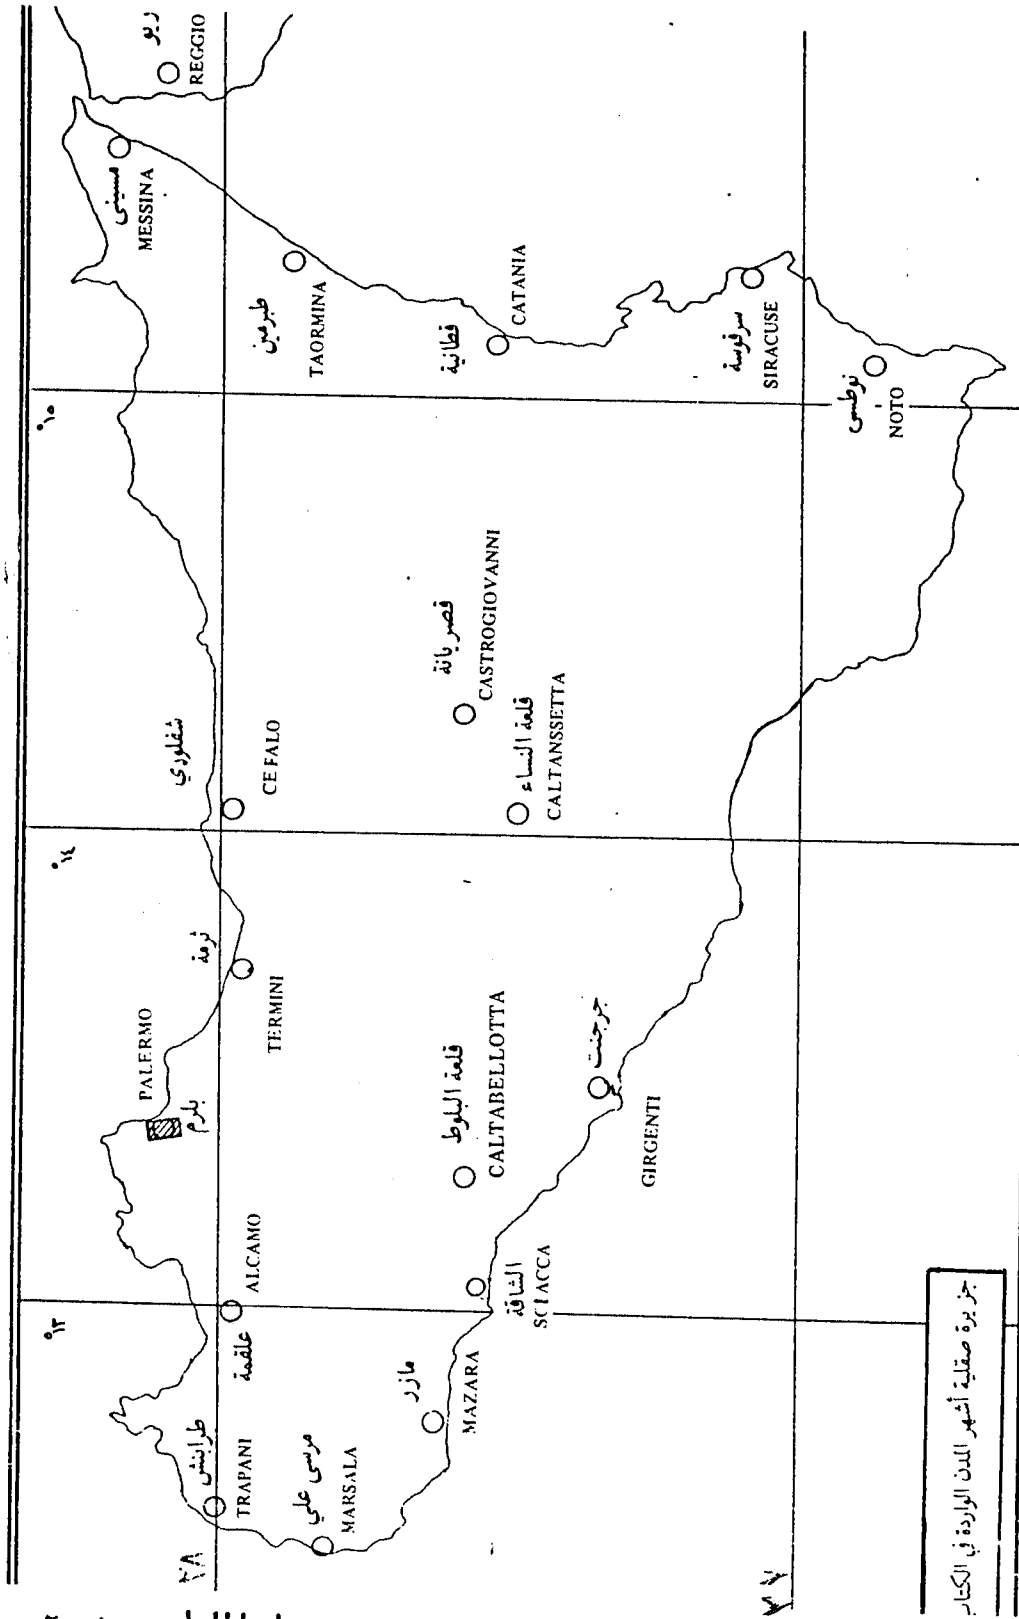 ريو
REGGIO
مسيني
MESSINA
طبرمين
TAORMINA
قطانية
CATANIA
سرقوسة
SIRACUSE
نوطس
NOTO
°١٥
قصريانة
CASTROGIOVANNI
قلعة النساء
CALTANSSETTA
شفلودي
CEFALO
°١٤
ثرمة
TERMINI
PALERMO
بلرم
قلعة البلوط
CALTABELLOTTA
جرجنت
GIRGENTI
ALCAMO
علقمة
°١٣
الشاقة
SCIACCA
مازر
MAZARA
طرابنش
TRAPANI
مرسى علي
MARSALA
٣٨
٣٧
جزيرة صقلية أشهر المدن الواردة في الكتاب